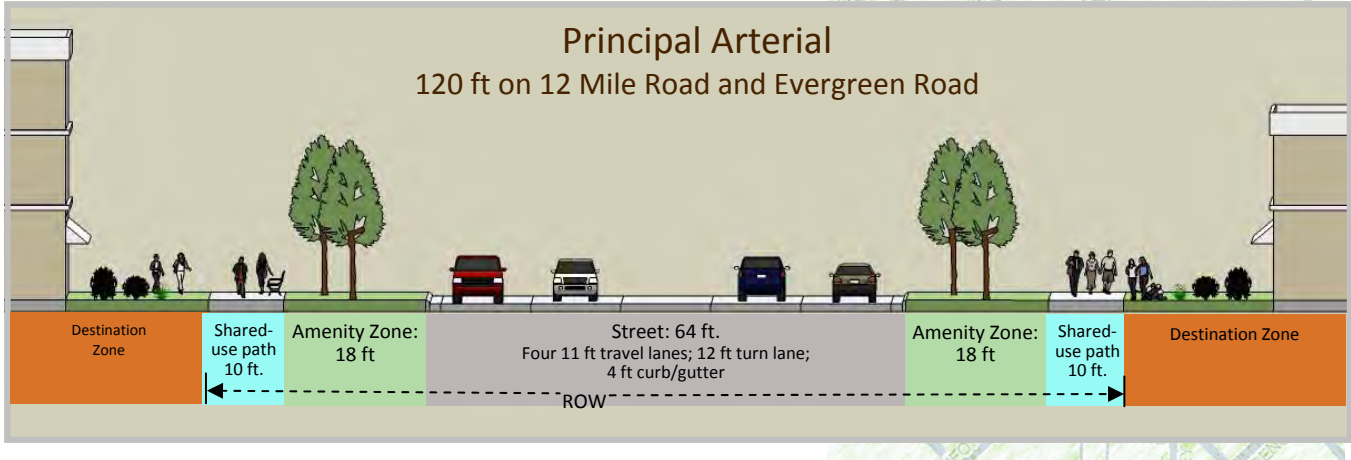 Principal Arterial
120 ft on 12 Mile Road and Evergreen Road
Destination
Zone
Shared-
use path
10 ft.
Amenity Zone:
18 ft
Street: 64 ft.
Four 11 ft travel lanes; 12 ft turn lane;
4 ft curb/gutter
Amenity Zone:
18 ft
Shared-
use path
10 ft.
Destination Zone
ROW